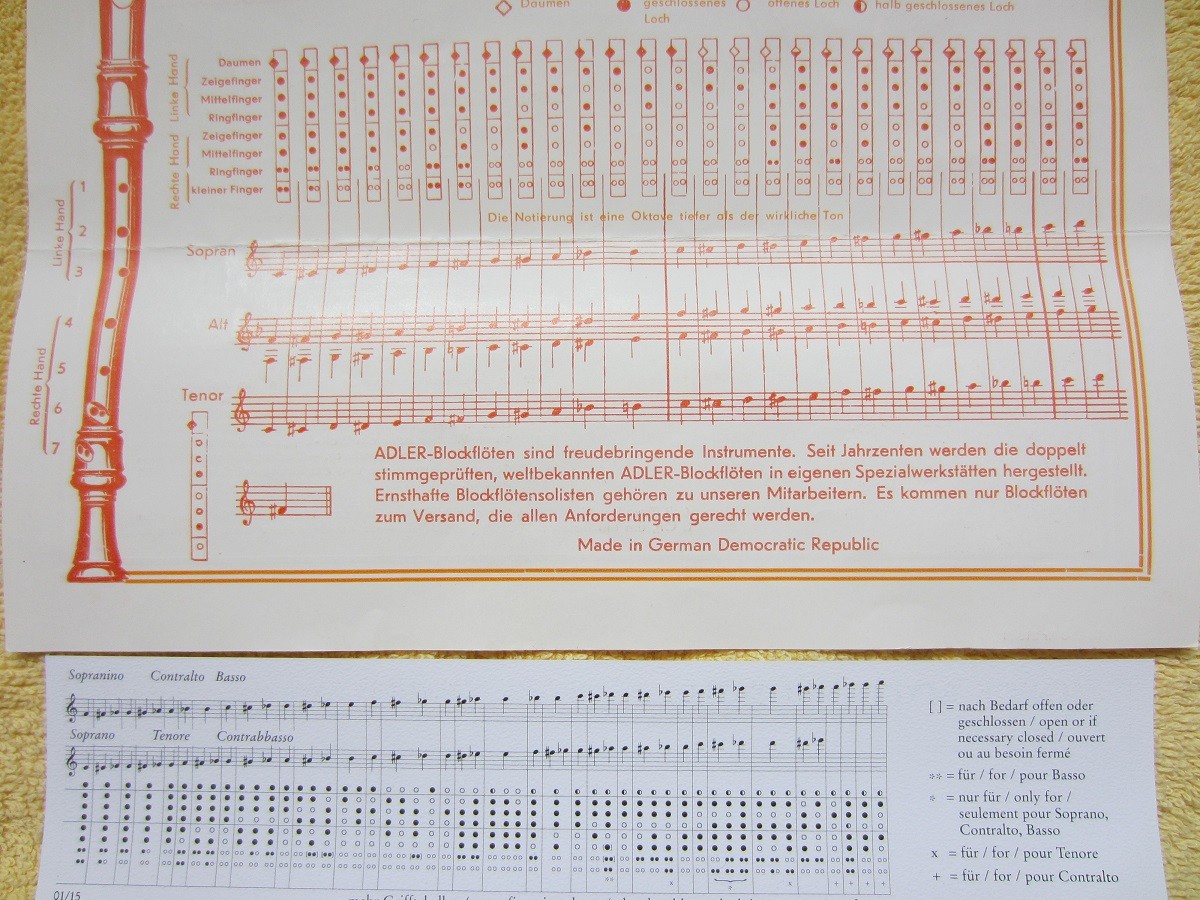 Daumen geschlossenes Loch offenes Loch halb geschlossenes Loch
Daumen
Zeigefinger
Mittelfinger
Ringfinger
Zeigefinger
Mittelfinger
Ringfinger
kleiner Finger
Linke Hand
Rechte Hand
Die Notierung ist eine Oktave tiefer als der wirkliche Ton
Sopran
Alt
Tenor
1
2
3
4
5
6
7
Linke Hand
Rechte Hand
ADLER-Blockflöten sind freudebringende Instrumente. Seit Jahrzenten werden die doppelt
stimmgeprüften, weltbekannten ADLER-Blockflöten in eigenen Spezialwerkstätten hergestellt.
Ernsthafte Blockflötensolisten gehören zu unseren Mitarbeitern. Es kommen nur Blockflöten
zum Versand, die allen Anforderungen gerecht werden.
Made in German Democratic Republic
Sopranino Contralto Basso
Soprano Tenore Contrabbasso
[ ] = nach Bedarf offen oder
geschlossen / open or if
necessary closed / ouvert
ou au besoin fermé
** = für / for / pour Basso
* = nur für / only for /
seulement pour Soprano,
Contralto, Basso
x = für / for / pour Tenore
+ = für / for / pour Contralto
01/15